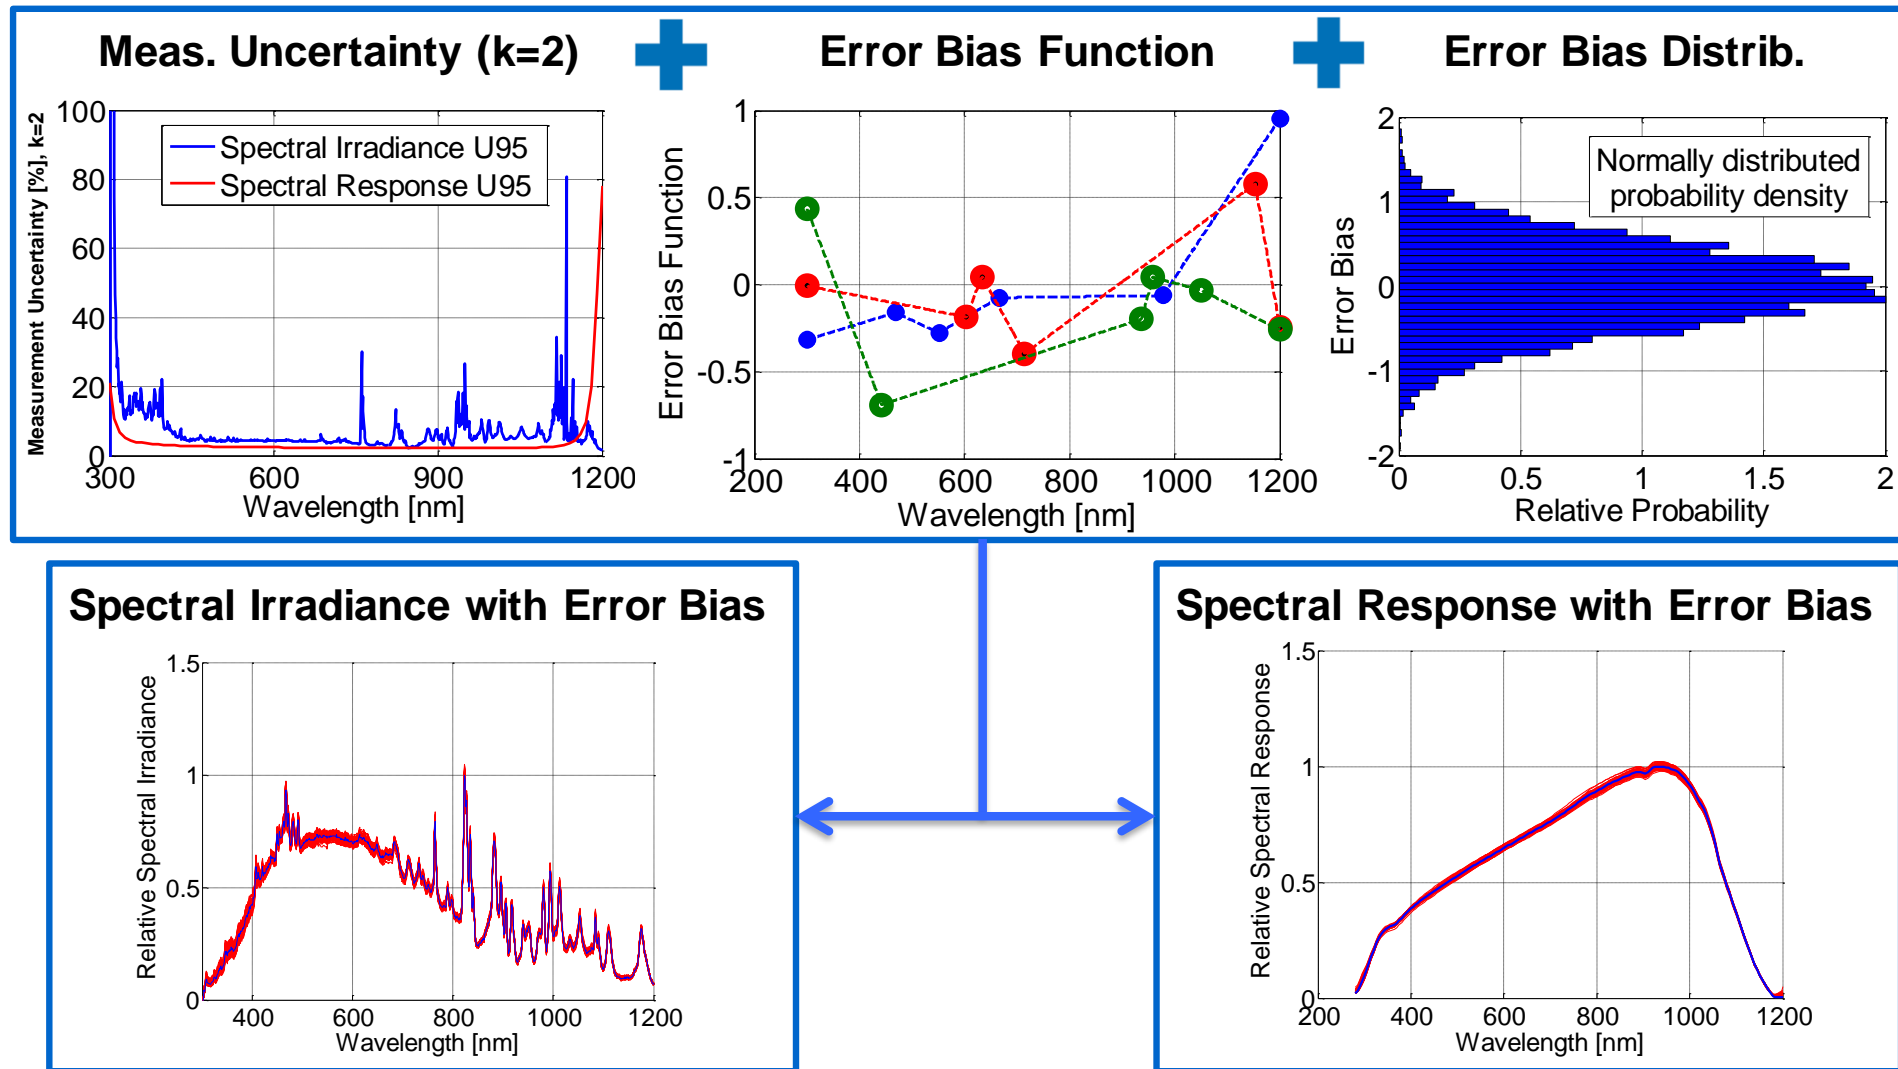 Meas. Uncertainty (k=2)
Error Bias Function
Error Bias Distrib.
Measurement Uncertainty [%], k=2
100
80
60
40
20
0
Spectral Irradiance U95
Spectral Response U95
300
600
900
1200
Wavelength [nm]
Error Bias Function
1
0.5
0
-0.5
-1
200
400
600
800
1000
1200
Wavelength [nm]
Error Bias
2
1
0
-1
-2
Normally distributed
probability density
0
0.5
1
1.5
2
Relative Probability
Spectral Irradiance with Error Bias
Relative Spectral Irradiance
1.5
1
0.5
0
400
600
800
1000
1200
Wavelength [nm]
Spectral Response with Error Bias
Relative Spectral Response
1.5
1
0.5
0
200
400
600
800
1000
1200
Wavelength [nm]